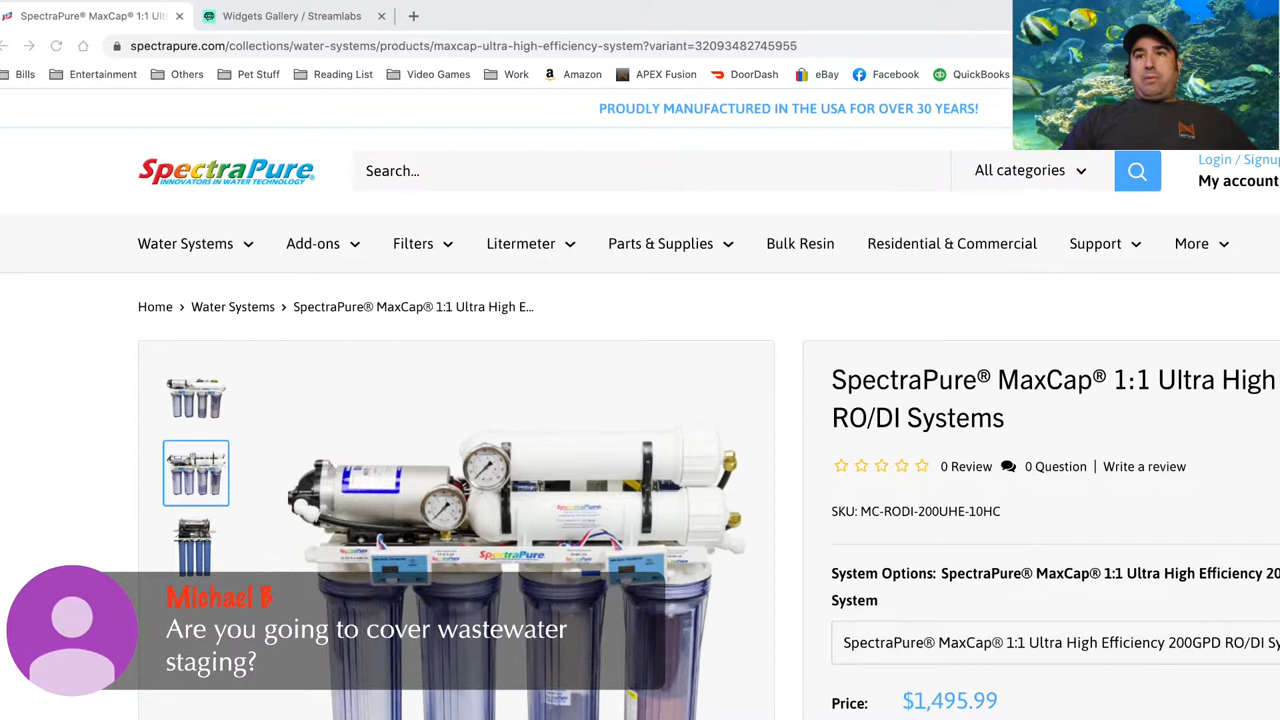 SpectraPure® MaxCap® 1:1 Ult
Widgets Gallery / Streamlabs
spectrapure.com/collections/water-systems/products/maxcap-ultra-high-efficiency-system?variant=32093482745955
Bills Entertainment Others Pet Stuff Reading List Video Games Work Amazon APEX Fusion DoorDash eBay Facebook QuickBooks
PROUDLY MANUFACTURED IN THE USA FOR OVER 30 YEARS!
SpectraPure®
INNOVATORS IN WATER TECHNOLOGY
Search...
All categories
Login / Signup
My account
Water Systems Add-ons Filters Litermeter Parts & Supplies Bulk Resin Residential & Commercial Support More
Home > Water Systems > SpectraPure® MaxCap® 1:1 Ultra High E...
SpectraPure® MaxCap® 1:1 Ultra High
RO/DI Systems
0 Review 0 Question Write a review
SKU: MC-RODI-200UHE-10HC
System Options: SpectraPure® MaxCap® 1:1 Ultra High Efficiency 20
System
SpectraPure® MaxCap® 1:1 Ultra High Efficiency 200GPD RO/DI Sy
Price: $1,495.99
SpectraPure
Michael B
Are you going to cover wastewater
staging?